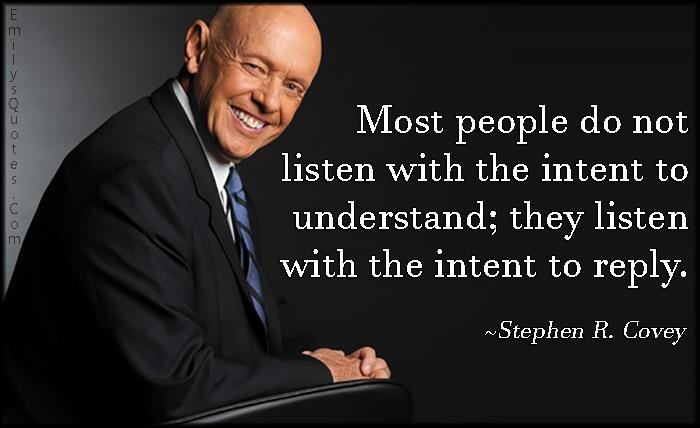 EmilysQuotes.Com
Most people do not
listen with the intent to
understand; they listen
with the intent to reply.
~Stephen R. Covey